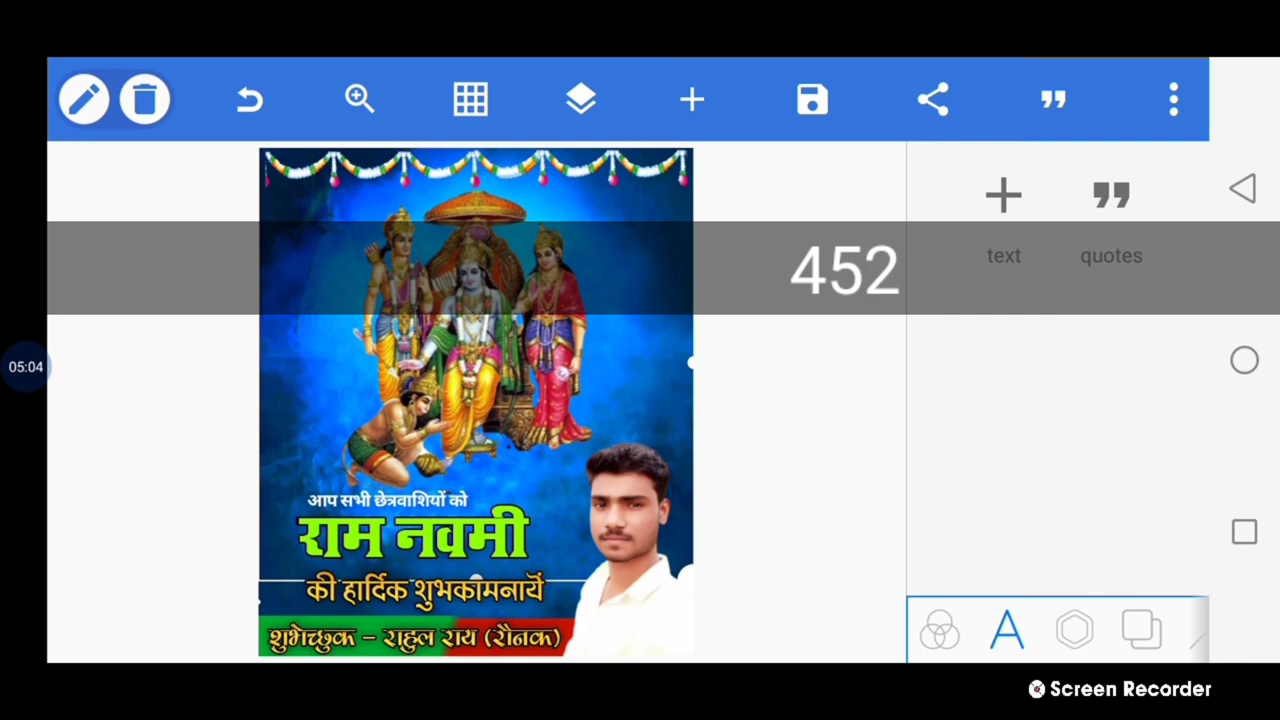 452
text quotes
05:04
आप सभी छेत्रवाशियों को
राम नवमी
की हार्दिक शुभकामनायें
शुभेच्छुक – राहुल राय (रौनक)
Screen Recorder